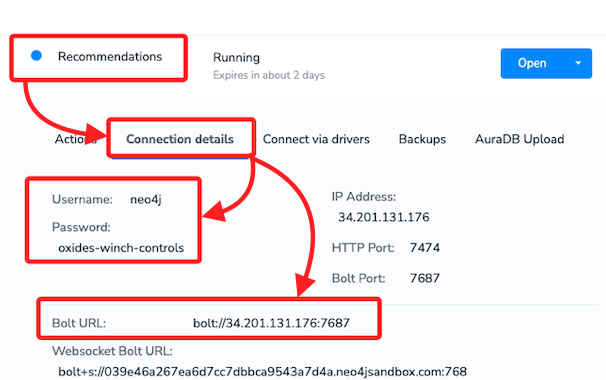 Recommendations
Running
Expires in about 2 days
Open
Actions Connection details Connect via drivers Backups AuraDB Upload
Username: neo4j
Password:
oxides-winch-controls
IP Address:
34.201.131.176
HTTP Port: 7474
Bolt Port: 7687
Bolt URL: bolt://34.201.131.176:7687
Websocket Bolt URL:
bolt+s://039e46a267ea6d7cc7dbbca9543a7d4a.neo4jsandbox.com:768